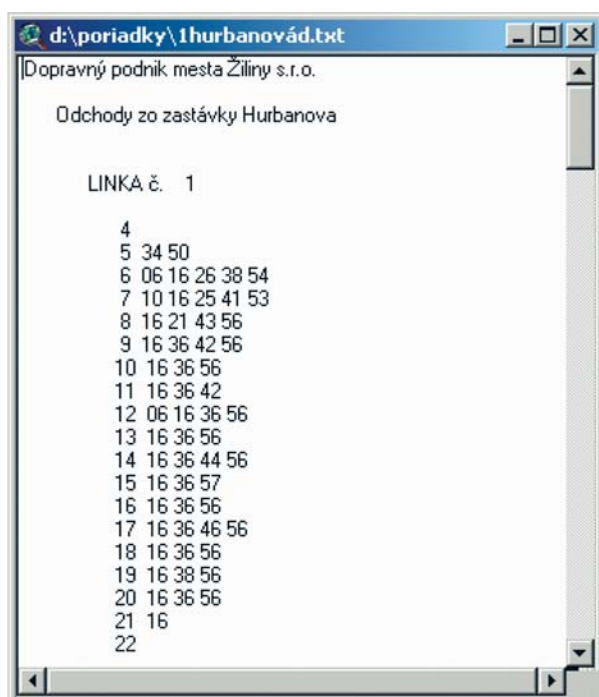 d:\poriadky\1hurbanovád.txt
Dopravný podnik mesta Žiliny s.r.o.
Odchody zo zastávky Hurbanova
LINKA č. 1
4
5 34 50
6 06 16 26 38 54
7 10 16 25 41 53
8 16 21 43 56
9 16 36 42 56
10 16 36 56
11 16 36 42
12 06 16 36 56
13 16 36 56
14 16 36 44 56
15 16 36 57
16 16 36 56
17 16 36 46 56
18 16 36 56
19 16 38 56
20 16 36 56
21 16
22